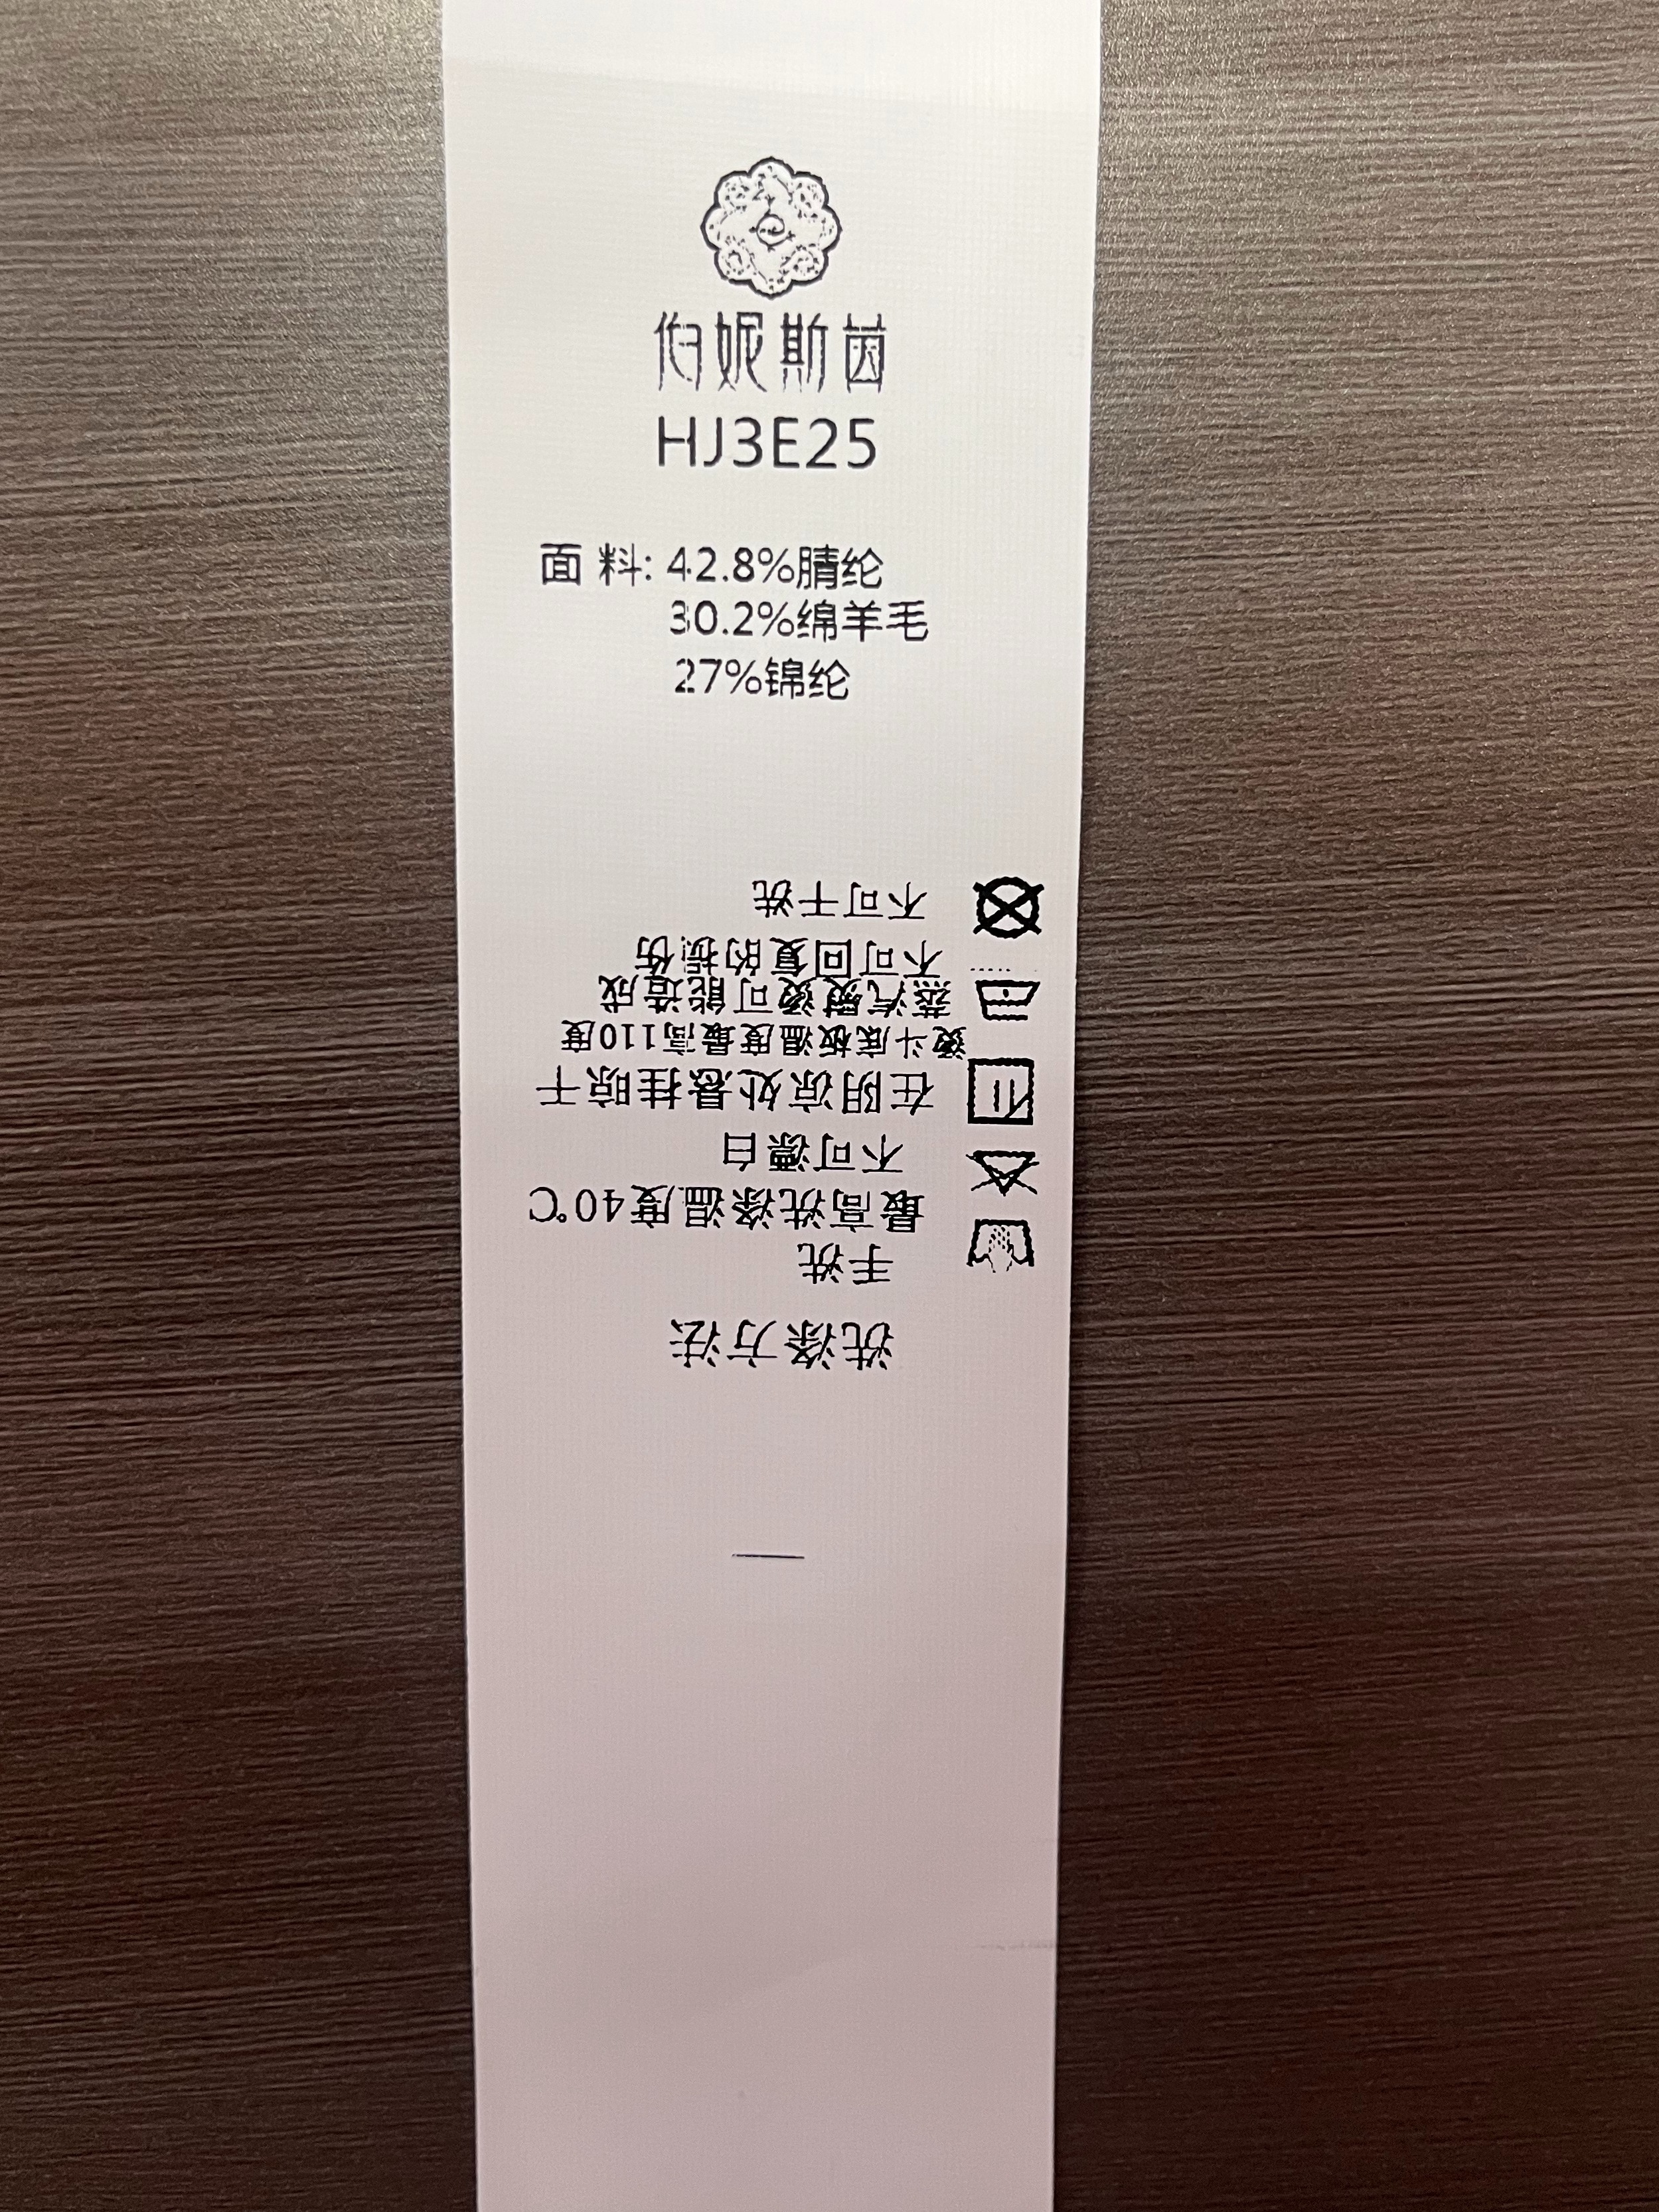 伯妮斯茵
HJ3E25
面 料: 42.8%腈纶
30.2%绵羊毛
27%锦纶
洗涤方法
手洗
最高洗涤温度40℃
不可漂白
在阴凉处悬挂晾干
熨斗底板温度最高110度
蒸汽熨烫可能造成
不可回复的损伤
不可干洗